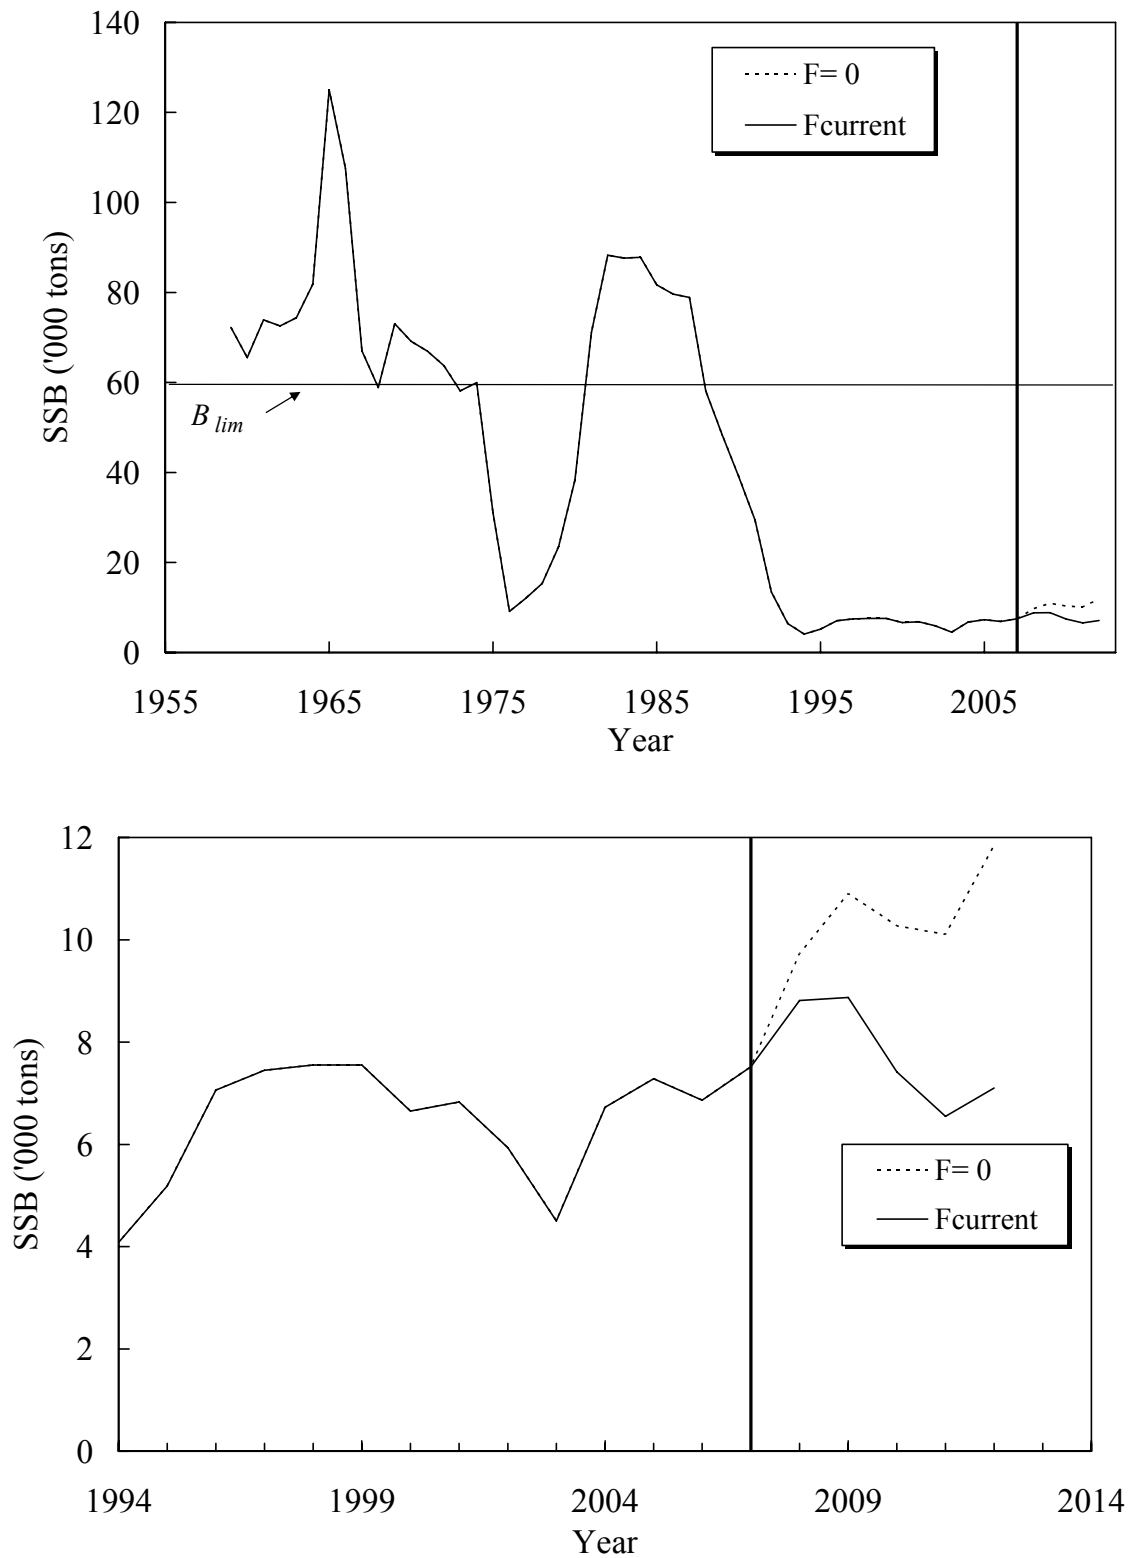 140
120
100
80
60
40
20
0
SSB ('000 tons)
F= 0
Fcurrent
B lim
1955 1965 1975 1985 1995 2005
Year
12
10
8
6
4
2
0
SSB ('000 tons)
F= 0
Fcurrent
1994 1999 2004 2009 2014
Year